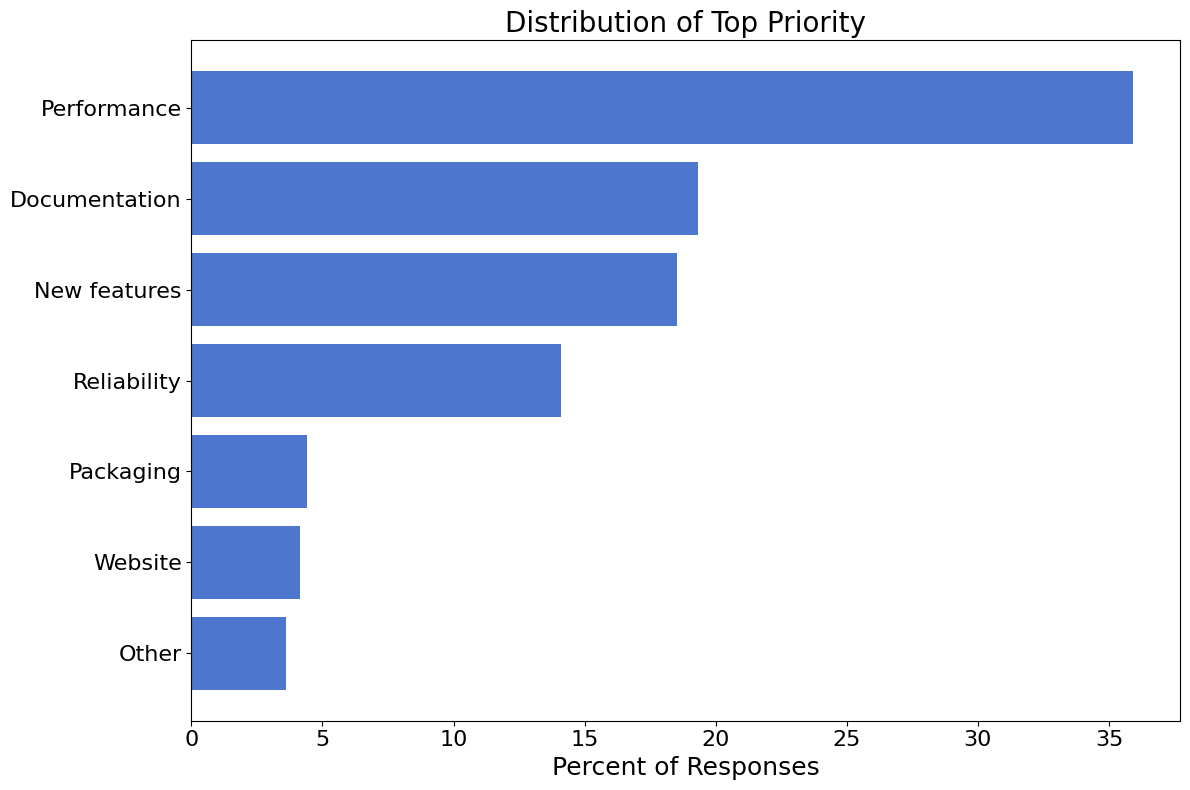 Distribution of Top Priority
Performance
Documentation
New features
Reliability
Packaging
Website
Other
0 5 10 15 20 25 30 35
Percent of Responses